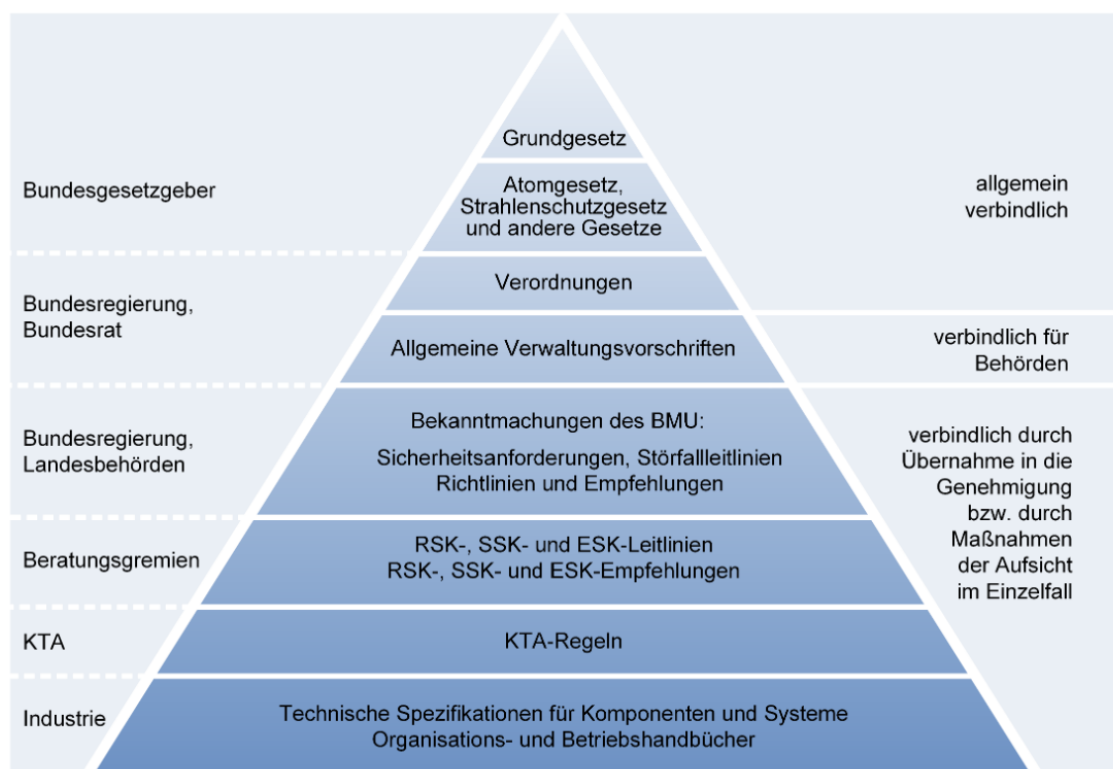 Grundgesetz
Bundesgesetzgeber
Atomgesetz,
Strahlenschutzgesetz
und andere Gesetze
allgemein
verbindlich
Bundesregierung,
Bundesrat
Verordnungen
Allgemeine Verwaltungsvorschriften
verbindlich für
Behörden
Bundesregierung,
Landesbehörden
Bekanntmachungen des BMU:
Sicherheitsanforderungen, Störfallleitlinien
Richtlinien und Empfehlungen
verbindlich durch
Übernahme in die
Genehmigung
bzw. durch
Maßnahmen
der Aufsicht
im Einzelfall
Beratungsgremien
RSK-, SSK- und ESK-Leitlinien
RSK-, SSK- und ESK-Empfehlungen
KTA
KTA-Regeln
Industrie
Technische Spezifikationen für Komponenten und Systeme
Organisations- und Betriebshandbücher